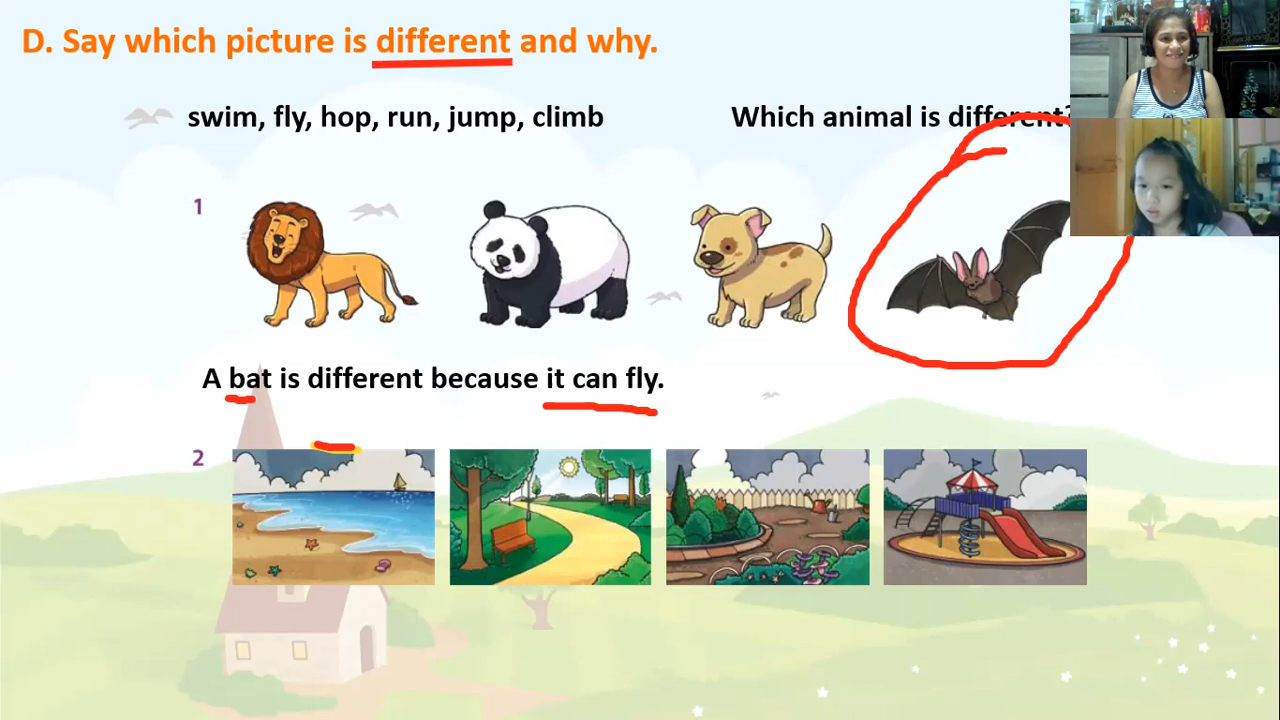 D. Say which picture is different and why.
swim, fly, hop, run, jump, climb
Which animal is different?
1
A bat is different because it can fly.
2